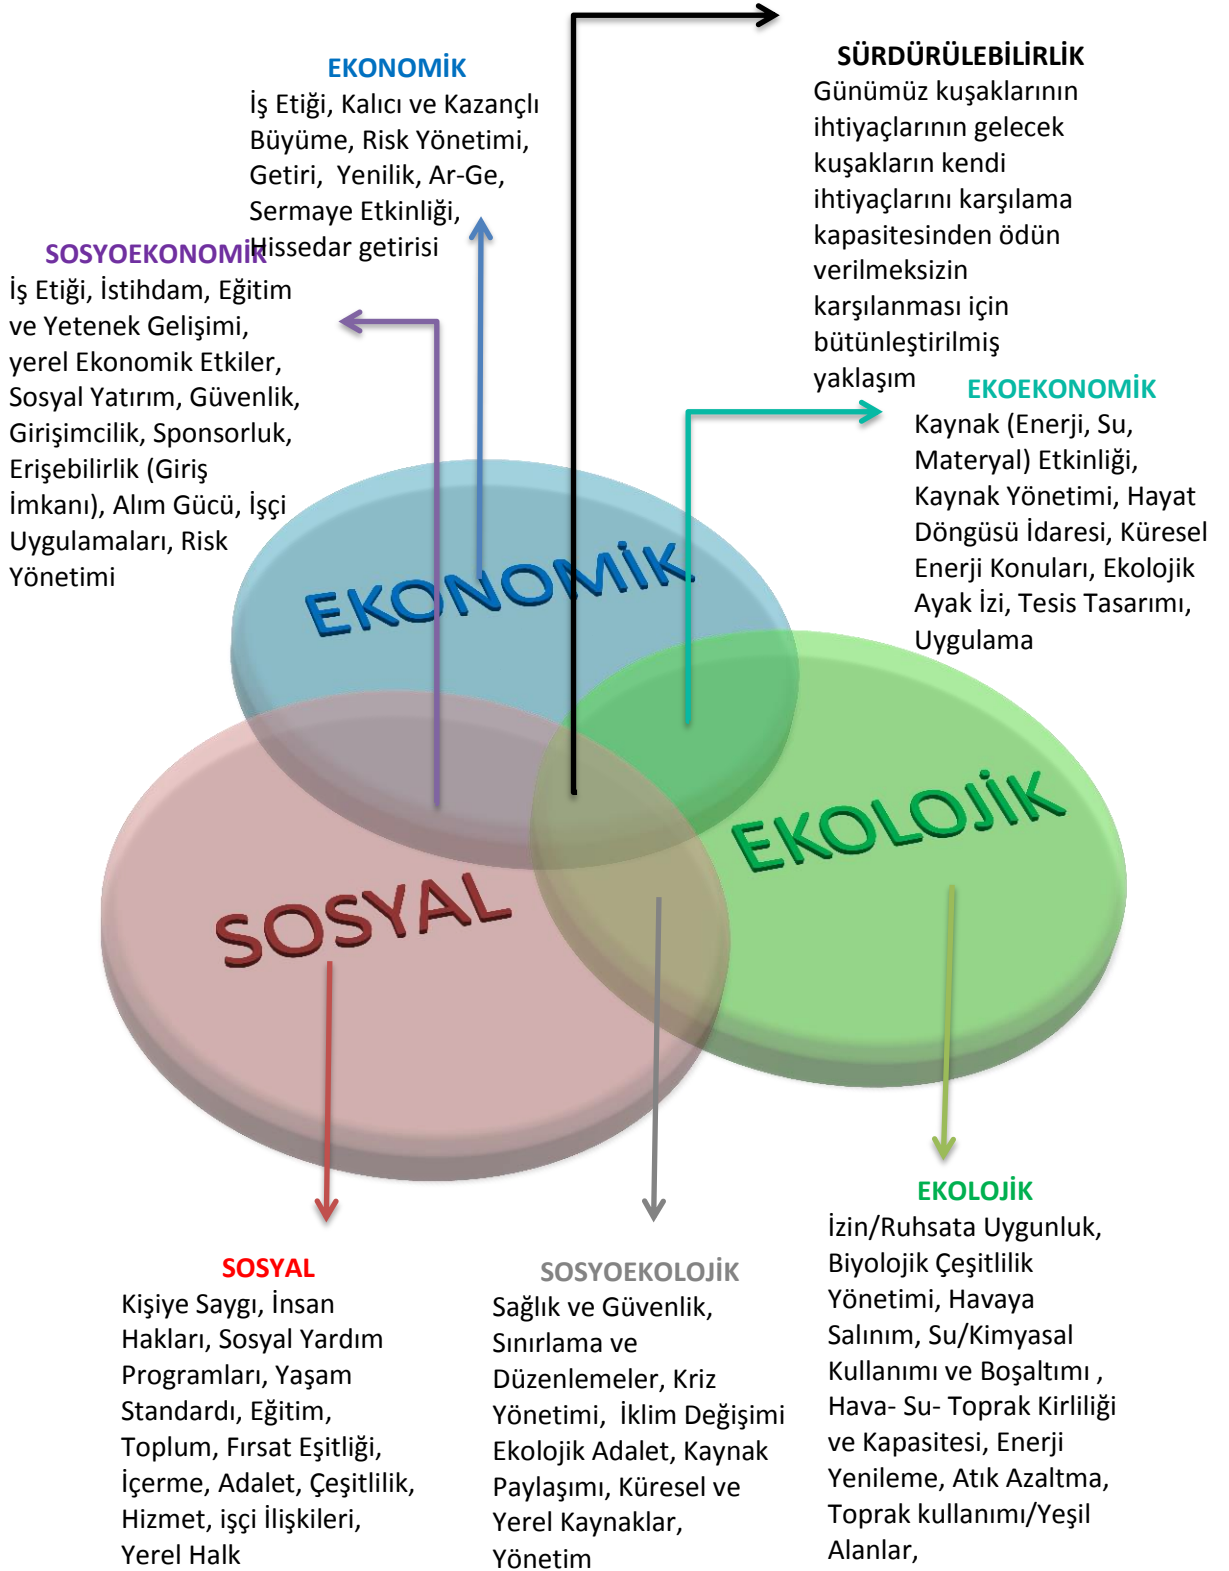 EKONOMİK
İş Etiği, Kalıcı ve Kazançlı
Büyüme, Risk Yönetimi,
Getiri, Yenilik, Ar-Ge,
Sermaye Etkinliği,
Hissedar getirisi
SÜRDÜRÜLEBİLİRLİK
Günümüz kuşaklarının
ihtiyaçlarının gelecek
kuşakların kendi
ihtiyaçlarını karşılama
kapasitesinden ödün
verilmeksizin
karşılanması için
bütünleştirilmiş
yaklaşım
SOSYOEKONOMİK
İş Etiği, İstihdam, Eğitim
ve Yetenek Gelişimi,
yerel Ekonomik Etkiler,
Sosyal Yatırım, Güvenlik,
Girişimcilik, Sponsorluk,
Erişebilirlik (Giriş
İmkanı), Alım Gücü, İşçi
Uygulamaları, Risk
Yönetimi
EKOEKONOMİK
Kaynak (Enerji, Su,
Materyal) Etkinliği,
Kaynak Yönetimi, Hayat
Döngüsü İdaresi, Küresel
Enerji Konuları, Ekolojik
Ayak İzi, Tesis Tasarımı,
Uygulama
EKONOMİK
EKOLOJİK
SOSYAL
SOSYAL
Kişiye Saygı, İnsan
Hakları, Sosyal Yardım
Programları, Yaşam
Standardı, Eğitim,
Toplum, Fırsat Eşitliği,
İçerme, Adalet, Çeşitlilik,
Hizmet, işçi İlişkileri,
Yerel Halk
SOSYOEKOLOJİK
Sağlık ve Güvenlik,
Sınırlama ve
Düzenlemeler, Kriz
Yönetimi, İklim Değişimi
Ekolojik Adalet, Kaynak
Paylaşımı, Küresel ve
Yerel Kaynaklar,
Yönetim
EKOLOJİK
İzin/Ruhsata Uygunluk,
Biyolojik Çeşitlilik
Yönetimi, Havaya
Salınım, Su/Kimyasal
Kullanımı ve Boşaltımı ,
Hava- Su- Toprak Kirliliği
ve Kapasitesi, Enerji
Yenileme, Atık Azaltma,
Toprak kullanımı/Yeşil
Alanlar,